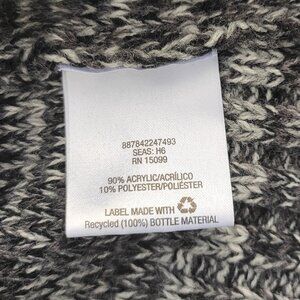 887842247493
SEAS: H6
RN 15099
90% ACRYLIC/ACRÍLICO
10% POLYESTER/POLIÉSTER
LABEL MADE WITH
Recycled (100%) BOTTLE MATERIAL